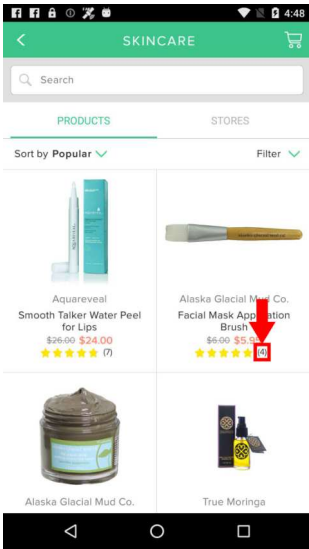 4:48
SKINCARE
Search
PRODUCTS
STORES
Sort by Popular
Filter
Aquareveal
Smooth Talker Water Peel
for Lips
$26.00 $24.00
(7)
Alaska Glacial Mud Co.
Facial Mask Application
Brush
$6.00 $5.95
(4)
Alaska Glacial Mud Co.
True Moringa